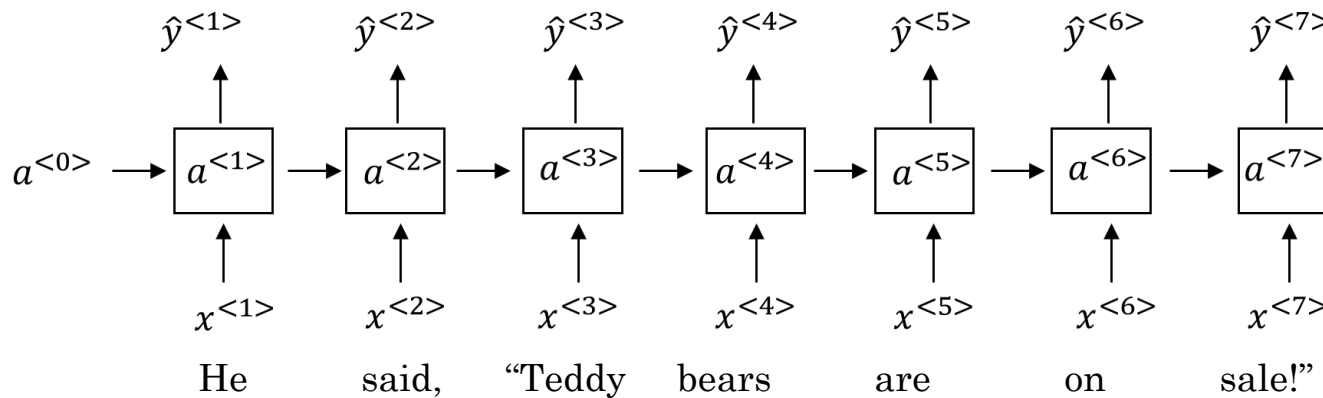 ŷ<1> ŷ<2> ŷ<3> ŷ<4> ŷ<5> ŷ<6> ŷ<7>
a<0> a<1> a<2> a<3> a<4> a<5> a<6> a<7>
x<1> x<2> x<3> x<4> x<5> x<6> x<7>
He said, “Teddy bears are on sale!”